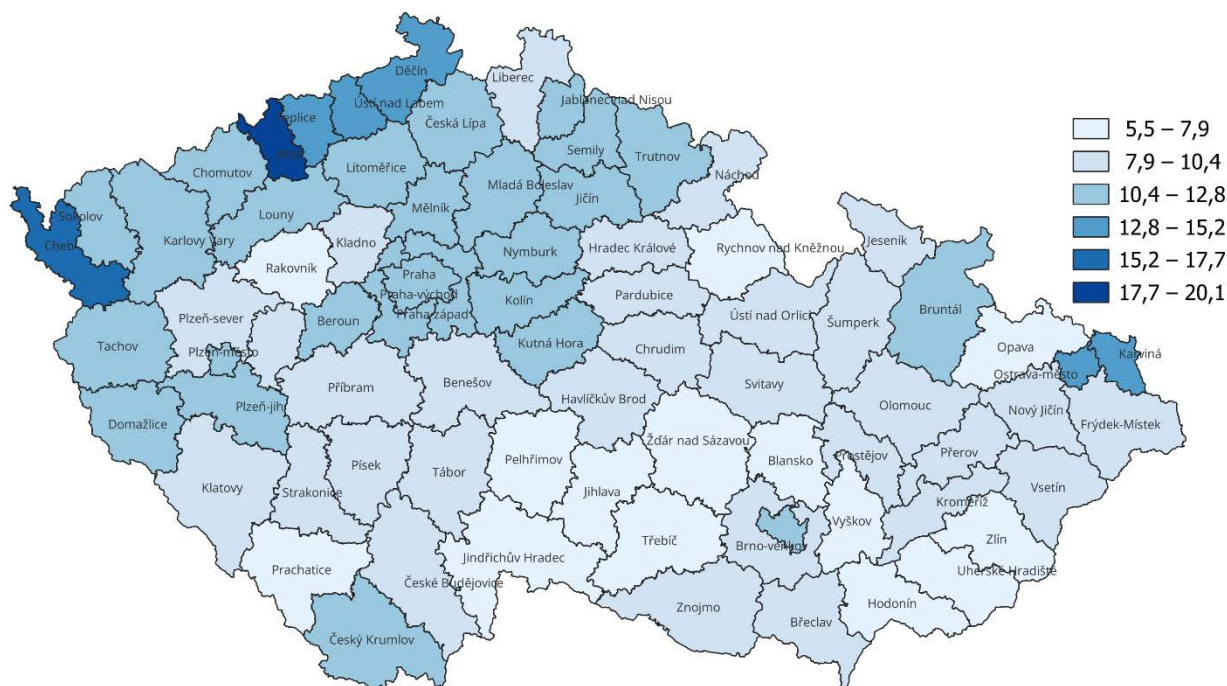 Děčín
Liberec
Ústí nad Labem
Jablonec nad Nisou
eplice
Česká Lípa
Semily
Trutnov
Chomutov
Litoměřice
Náchod
Mladá Boleslav
Jičín
Sokolov
Louny
Mělník
Karlovy Vary
Kladno
Cheb
Nymburk
Hradec Králové
Rychnov nad Kněžnou
Jeseník
Rakovník
Praha
Praha-východ
Kolín
Pardubice
Bruntál
Plzeň-sever
Beroun
Praha-západ
Ústí nad Orlicí
Šumperk
Tachov
Plzeň-město
Kutná Hora
Chrudim
Opava
Karviná
Ostrava-město
Příbram
Benešov
Svitavy
Havlíčkův Brod
Olomouc
Nový Jičín
Plzeň-jih
Domažlice
Frýdek-Místek
Žďár nad Sázavou
Blansko
Prostějov
Přerov
Pelhřimov
Klatovy
Strakonice
Písek
Tábor
Jihlava
Vsetín
Kroměříž
Vyškov
Třebíč
Brno-venkov
Zlín
Jindřichův Hradec
Prachatice
Uherské Hradiště
České Budějovice
Hodonín
Znojmo
Břeclav
Český Krumlov
5,5 – 7,9
7,9 – 10,4
10,4 – 12,8
12,8 – 15,2
15,2 – 17,7
17,7 – 20,1